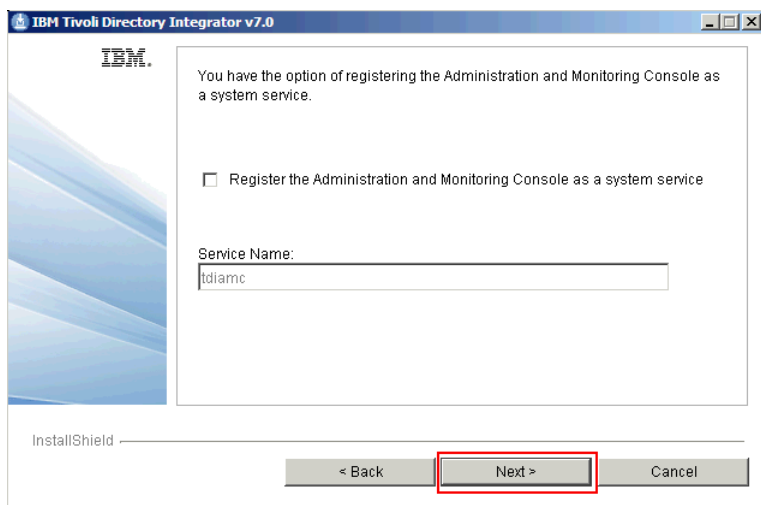 IBM Tivoli Directory Integrator v7.0
IBM.
You have the option of registering the Administration and Monitoring Console as
a system service.
Register the Administration and Monitoring Console as a system service
Service Name:
tdiamc
InstallShield
< Back
Next >
Cancel